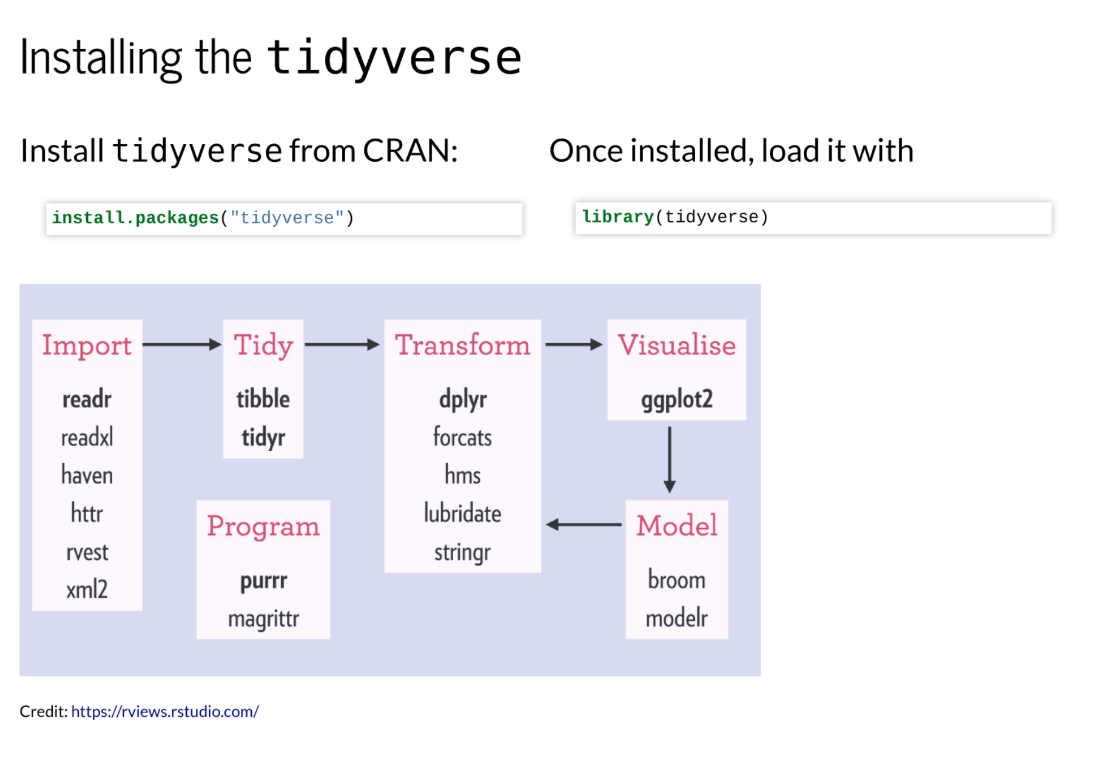 Installing the tidyverse
Install tidyverse from CRAN:
install.packages("tidyverse")
Once installed, load it with
library(tidyverse)
Import
readr
readxl
haven
httr
rvest
xml2
Tidy
tibble
tidyr
Program
purrr
magrittr
Transform
dplyr
forcats
hms
lubridate
stringr
Visualise
ggplot2
Model
broom
modelr
Credit: https://rviews.rstudio.com/